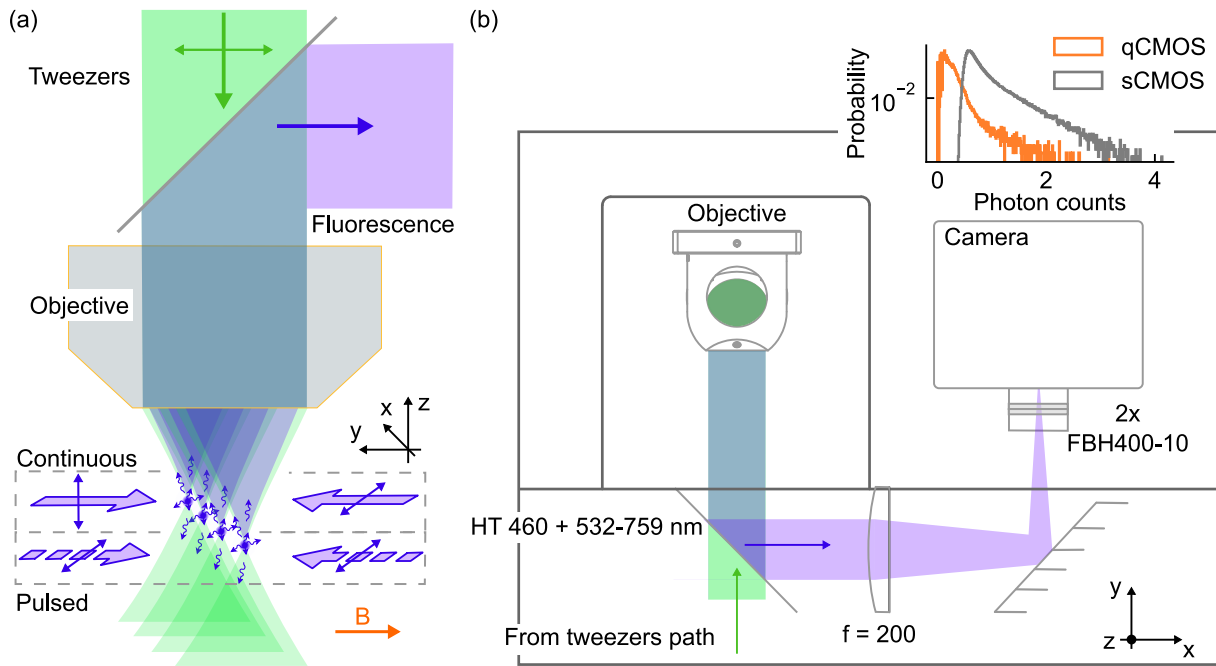 (a)
Tweezers
Fluorescence
Objective
z
x
y
Continuous
Pulsed
B
(b)
qCMOS
sCMOS
Probability
10⁻²
0
2
4
Photon counts
Objective
Camera
2x
FBH400-10
HT 460 + 532-759 nm
From tweezers path
f = 200
y
z
x